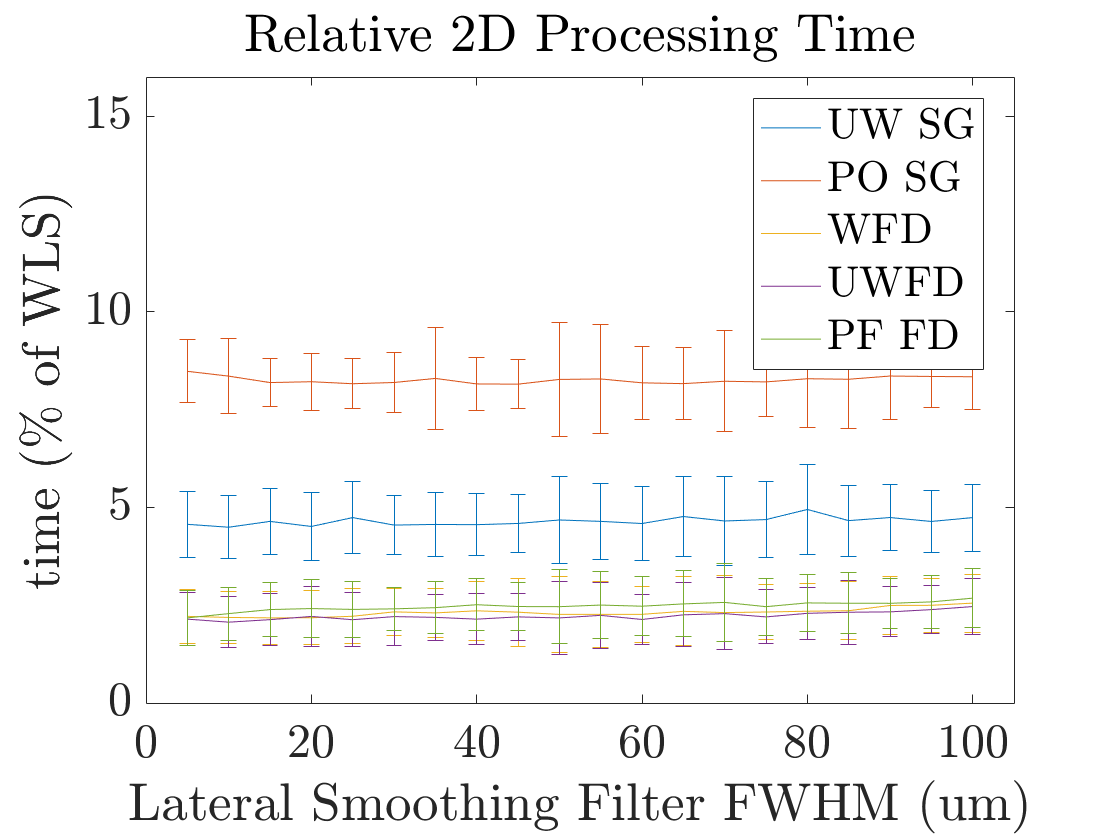 Relative 2D Processing Time
time (% of WLS)
15
10
5
0
UW SG
PO SG
WFD
UWFD
PF FD
0 20 40 60 80 100
Lateral Smoothing Filter FWHM (um)